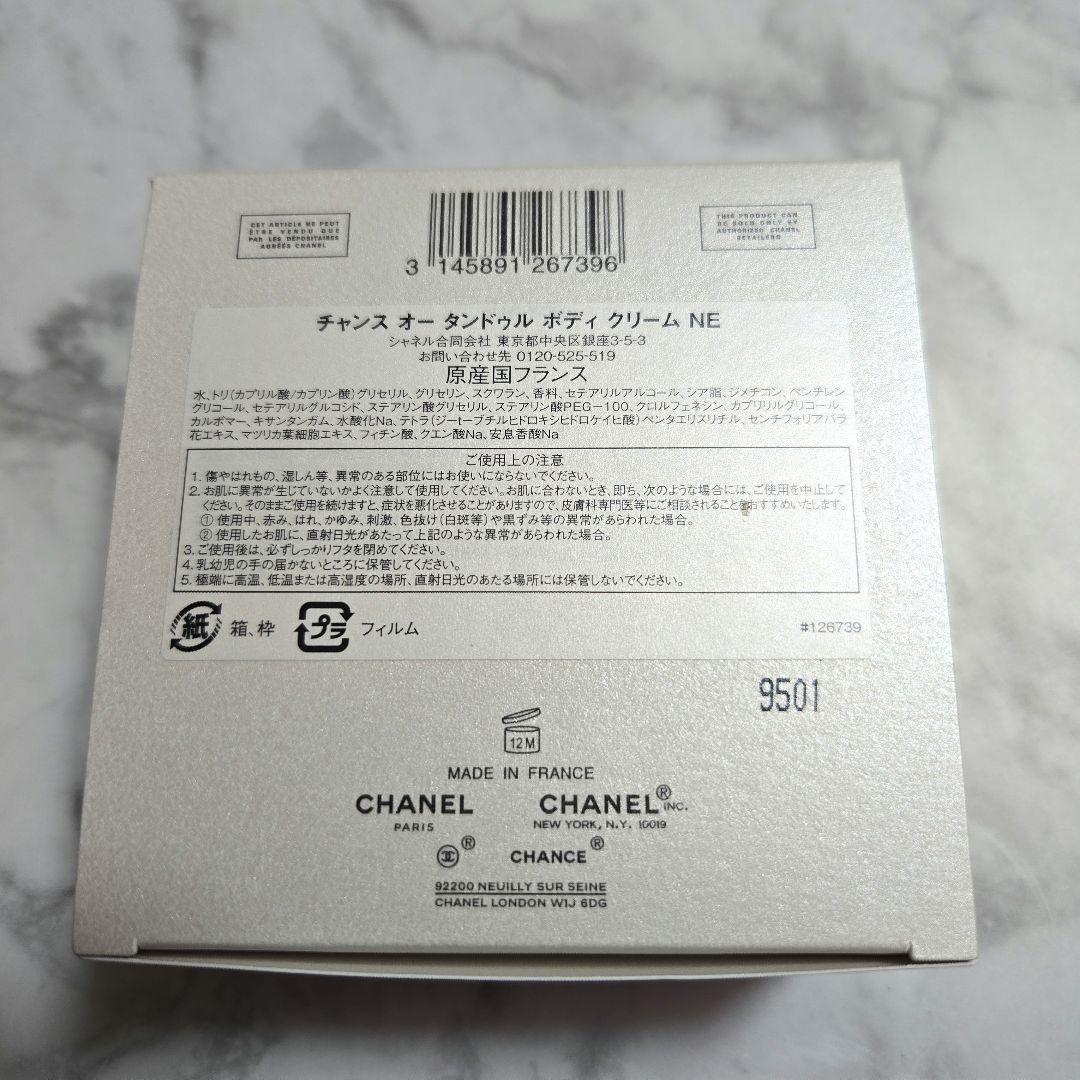 CET ARTICLE NE PEUT
ÊTRE VENDU QUE
PAR LES DÉPOSITAIRES
AGRÉÉS CHANEL
3 145891 267396
THIS PRODUCT CAN
BE SOLD ONLY BY
AUTHORIZED CHANEL
RETAILERS
チャンス オー タンドゥル ボディ クリーム NE
シャネル合同会社 東京都中央区銀座3-5-3
お問い合わせ先 0120-525-519
原産国フランス
水、トリ(カプリル酸/カプリン酸)グリセリル、グリセリン、スクワラン、香料、セテアリルアルコール、シア脂、ジメチコン、ペンチレン
グリコール、セテアリルグルコシド、ステアリン酸グリセリル、ステアリン酸PEG-100、クロルフェネシン、カプリリルグリコール、
カルボマー、キサンタンガム、水酸化Na、テトラ(ジーtーブチルヒドロキシヒドロケイヒ酸)ペンタエリスリチル、センチフォリアバラ
花エキス、マツリカ葉細胞エキス、フィチン酸、クエン酸Na、安息香酸Na
ご使用上の注意
1. 傷やはれもの、湿しん等、異常のある部位にはお使いにならないでください。
2. お肌に異常が生じていないかよく注意して使用してください。お肌に合わないとき、即ち、次のような場合には、ご使用を中止して
ください。そのままご使用を続けますと、症状を悪化させることがありますので、皮膚科専門医等にご相談されることをおすすめいたします。
① 使用中、赤み、はれ、かゆみ、刺激、色抜け(白斑等)や黒ずみ等の異常があらわれた場合。
② 使用したお肌に、直射日光があたって上記のような異常があらわれた場合。
3. ご使用後は、必ずしっかりフタを閉めてください。
4. 乳幼児の手の届かないところに保管してください。
5. 極端に高温、低温または高湿度の場所、直射日光のあたる場所には保管しないでください。
紙 箱、枠 プラ フィルム #126739
9501
12M
MADE IN FRANCE
CHANEL CHANEL® INC.
PARIS NEW YORK, N.Y. 10019
® CHANCE®
92200 NEUILLY SUR SEINE
CHANEL LONDON W1J 6DG